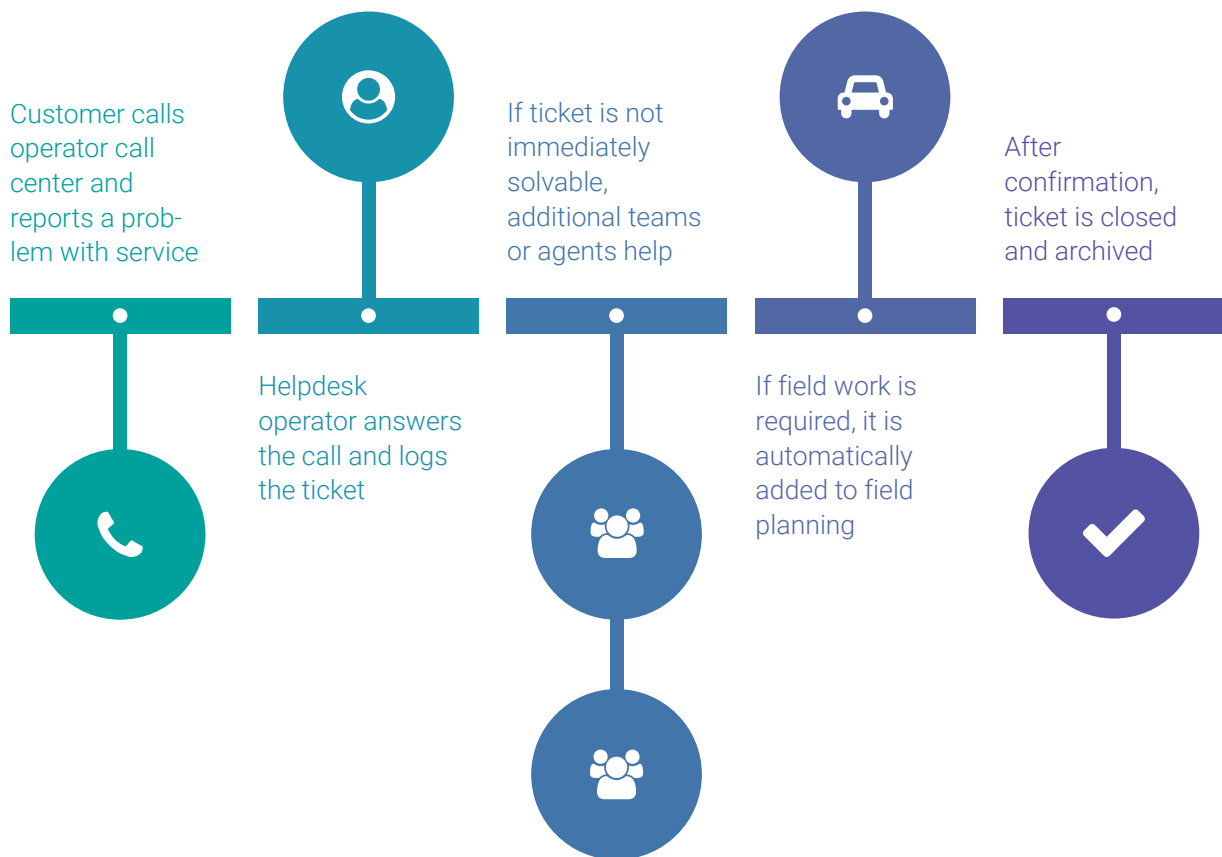 Customer calls
operator call
center and
reports a prob-
lem with service
Helpdesk
operator answers
the call and logs
the ticket
If ticket is not
immediately
solvable,
additional teams
or agents help
If field work is
required, it is
automatically
added to field
planning
After
confirmation,
ticket is closed
and archived